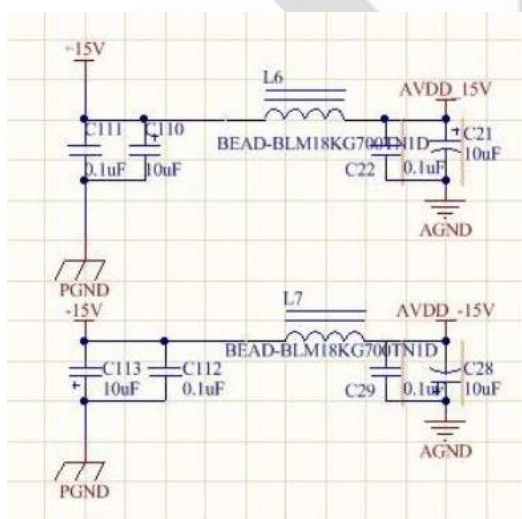 +15V
L6
AVDD_15V
C111
C110
BEAD-BLM18KG700TN1D
C21
0.1uF
10uF
C22
0.1uF
10uF
AGND
PGND
-15V
L7
AVDD_-15V
BEAD-BLM18KG700TN1D
C113
C112
C28
10uF
0.1uF
C29
0.1uF
10uF
AGND
PGND